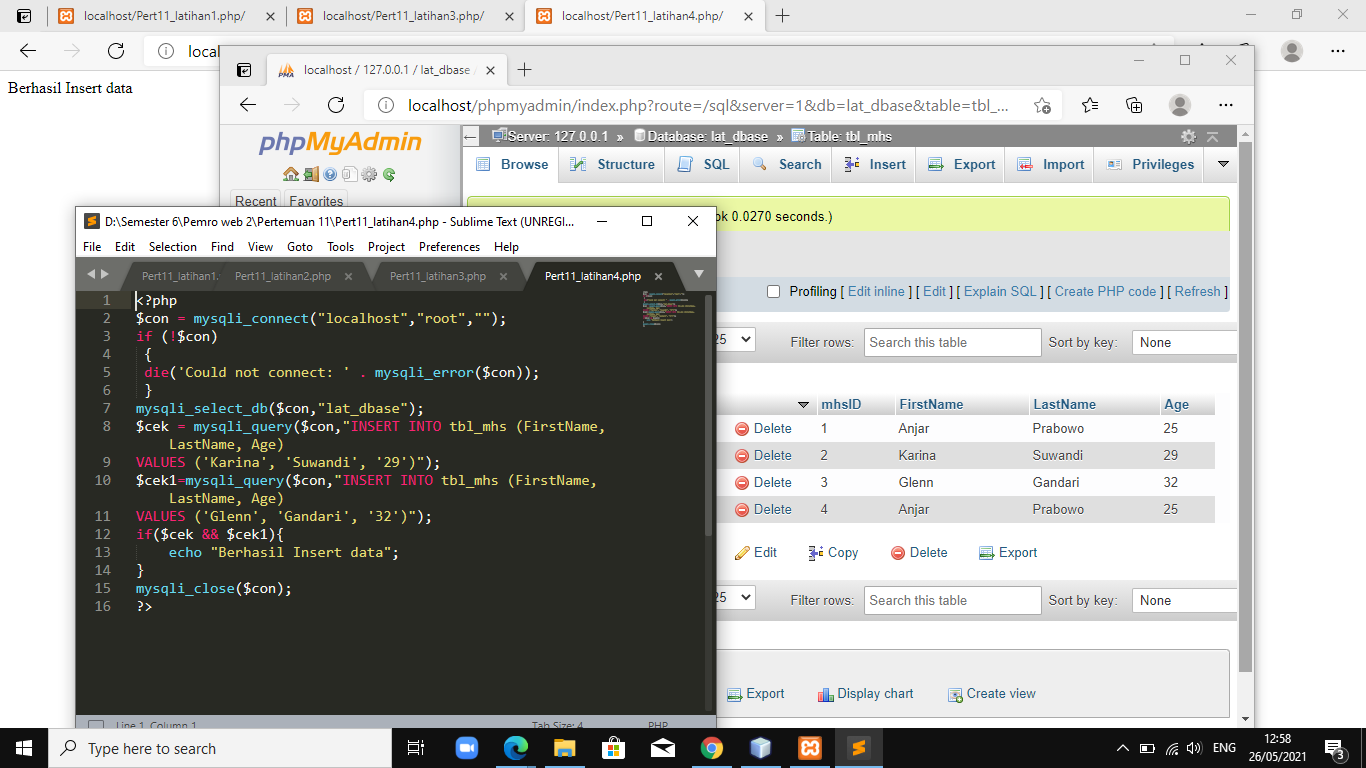 localhost/Pert11_latihan1.php/
localhost/Pert11_latihan3.php/
localhost/Pert11_latihan4.php/
local
Berhasil Insert data
PMA
localhost / 127.0.0.1 / lat_dbase
localhost/phpmyadmin/index.php?route=/sql&server=1&db=lat_dbase&table=tbl_...
phpMyAdmin
Recent Favorites
Server: 127.0.0.1 » Database: lat_dbase » Table: tbl_mhs
Browse Structure SQL Search Insert Export Import Privileges
0.0270 seconds.)
Profiling [ Edit inline ] [ Edit ] [ Explain SQL ] [ Create PHP code ] [ Refresh ]
25 Filter rows: Search this table Sort by key: None
mhsID FirstName LastName Age
Delete 1 Anjar Prabowo 25
Delete 2 Karina Suwandi 29
Delete 3 Glenn Gandari 32
Delete 4 Anjar Prabowo 25
Edit Copy Delete Export
25 Filter rows: Search this table Sort by key: None
Export Display chart Create view
D:\Semester 6\Pemro web 2\Pertemuan 11\Pert11_latihan4.php - Sublime Text (UNREGI...
File Edit Selection Find View Goto Tools Project Preferences Help
Pert11_latihan1. Pert11_latihan2.php Pert11_latihan3.php Pert11_latihan4.php
1 <?php
2 $con = mysqli_connect("localhost","root","");
3 if (!$con)
4 {
5 die('Could not connect: ' . mysqli_error($con));
6 }
7 mysqli_select_db($con,"lat_dbase");
8 $cek = mysqli_query($con,"INSERT INTO tbl_mhs (FirstName,
LastName, Age)
9 VALUES ('Karina', 'Suwandi', '29')");
10 $cek1=mysqli_query($con,"INSERT INTO tbl_mhs (FirstName,
LastName, Age)
11 VALUES ('Glenn', 'Gandari', '32')");
12 if($cek && $cek1){
13 echo "Berhasil Insert data";
14 }
15 mysqli_close($con);
16 ?>
Line 1, Column 1 Tab Size: 4 PHP
Type here to search
ENG
12:58
26/05/2021
3